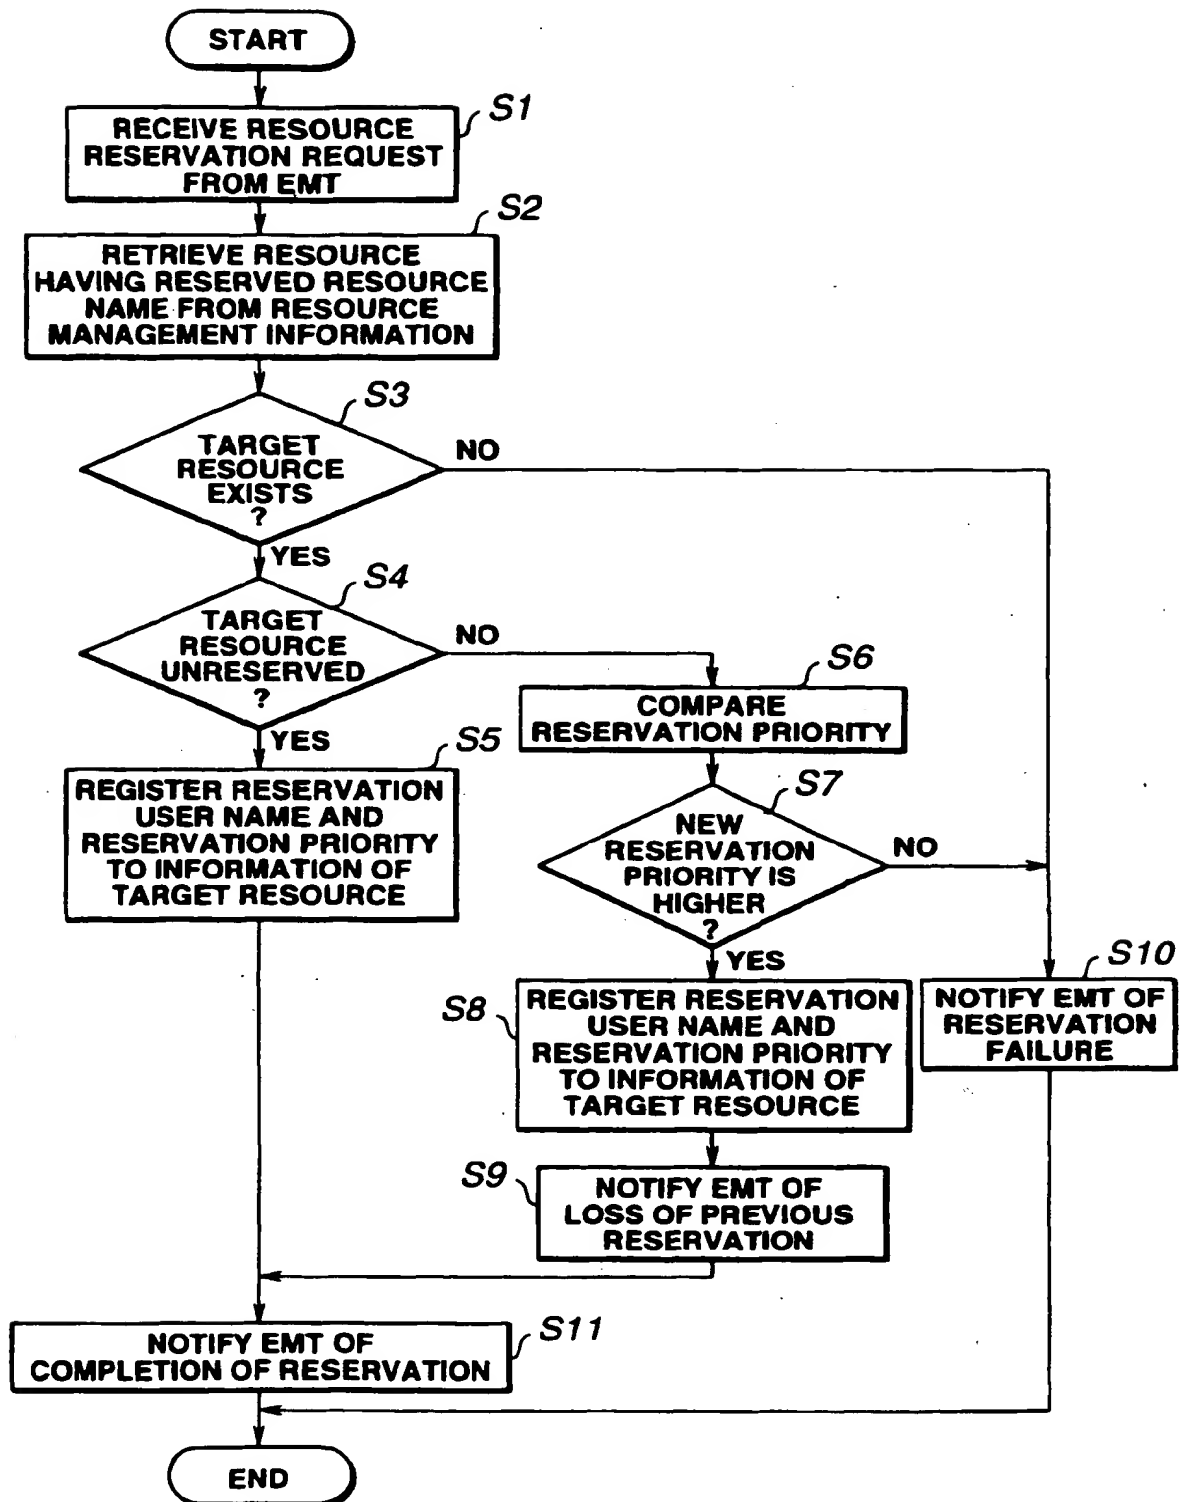 START
S1
RECEIVE RESOURCE
RESERVATION REQUEST
FROM EMT
S2
RETRIEVE RESOURCE
HAVING RESERVED RESOURCE
NAME FROM RESOURCE
MANAGEMENT INFORMATION
S3
TARGET
RESOURCE
EXISTS
?
NO
YES
S4
TARGET
RESOURCE
UNRESERVED
?
NO
YES
S5
REGISTER RESERVATION
USER NAME AND
RESERVATION PRIORITY
TO INFORMATION OF
TARGET RESOURCE
S6
COMPARE
RESERVATION PRIORITY
S7
NEW
RESERVATION
PRIORITY IS
HIGHER
?
NO
YES
S8
REGISTER RESERVATION
USER NAME AND
RESERVATION PRIORITY
TO INFORMATION OF
TARGET RESOURCE
S10
NOTIFY EMT OF
RESERVATION
FAILURE
S9
NOTIFY EMT OF
LOSS OF PREVIOUS
RESERVATION
S11
NOTIFY EMT OF
COMPLETION OF RESERVATION
END